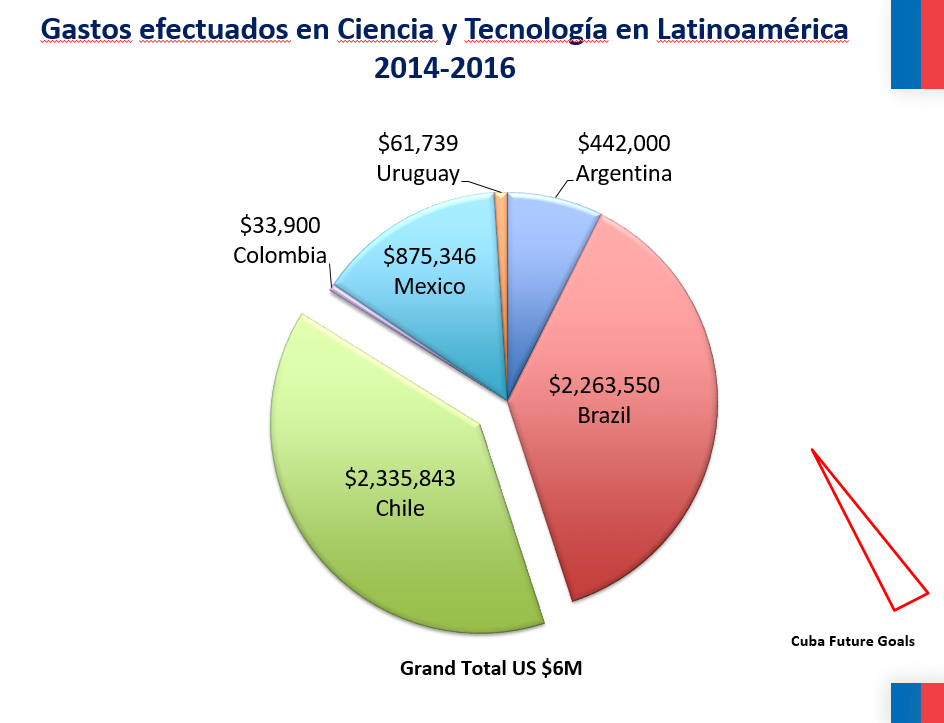 Gastos efectuados en Ciencia y Tecnología en Latinoamérica
2014-2016
$61,739
Uruguay
$442,000
Argentina
$33,900
Colombia
$875,346
Mexico
$2,263,550
Brazil
$2,335,843
Chile
Cuba Future Goals
Grand Total US $6M